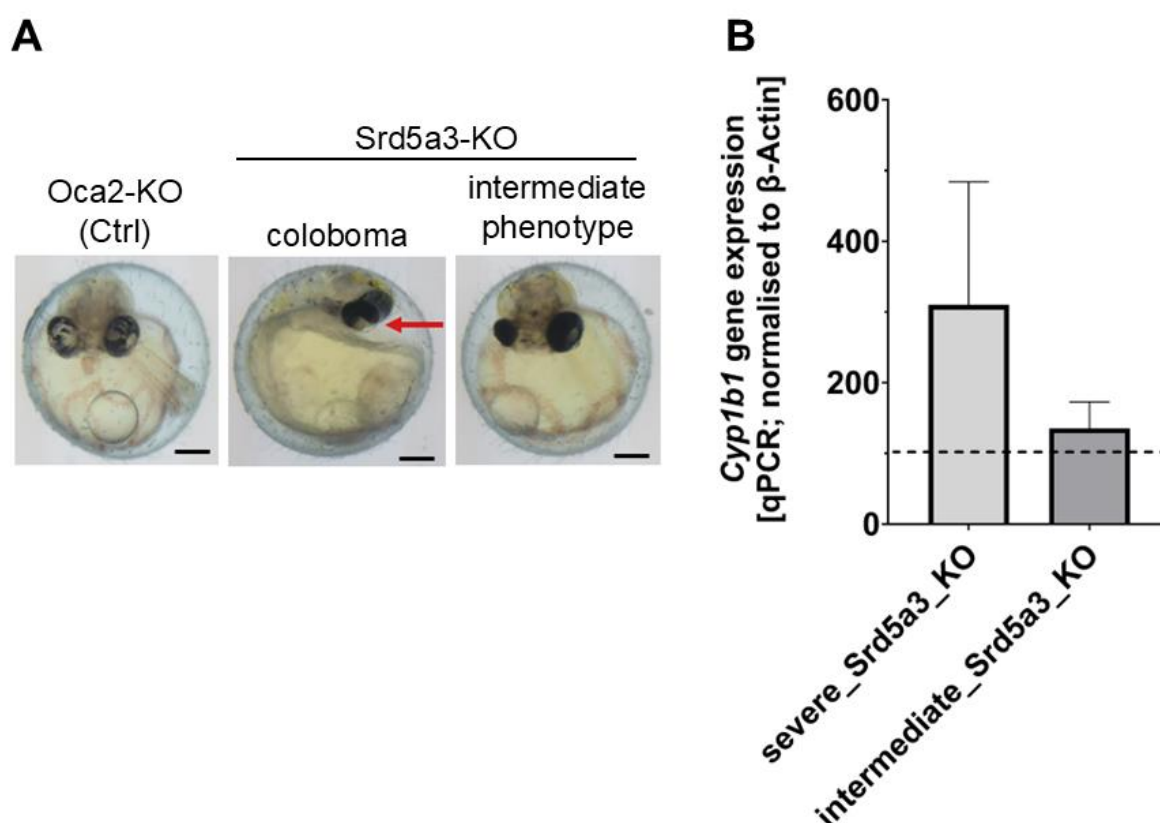 A
Srd5a3-KO
Oca2-KO
(Ctrl)
coloboma
intermediate
phenotype
B
Cyp1b1 gene expression
[qPCR; normalised to β-Actin]
600
400
200
0
severe_Srd5a3_KO
intermediate_Srd5a3_KO